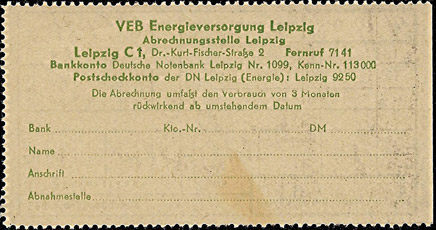 VEB Energieversorgung Leipzig
Abrechnungsstelle Leipzig
Leipzig C 1, Dr.-Kurt-Fischer-Straße 2 Fernruf 7141
Bankkonto Deutsche Notenbank Leipzig Nr. 1099, Kenn-Nr. 113000
Postscheckkonto der DN Leipzig (Energie): Leipzig 9250
Die Abrechnung umfaßt den Verbrauch von 3 Monaten
rückwirkend ab umstehendem Datum
Bank Kto.-Nr. DM
Name
Anschrift
Abnahmestelle